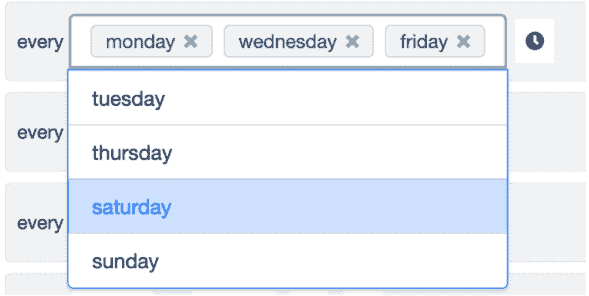 every monday × wednesday × friday ×
tuesday
every thursday
saturday
every sunday